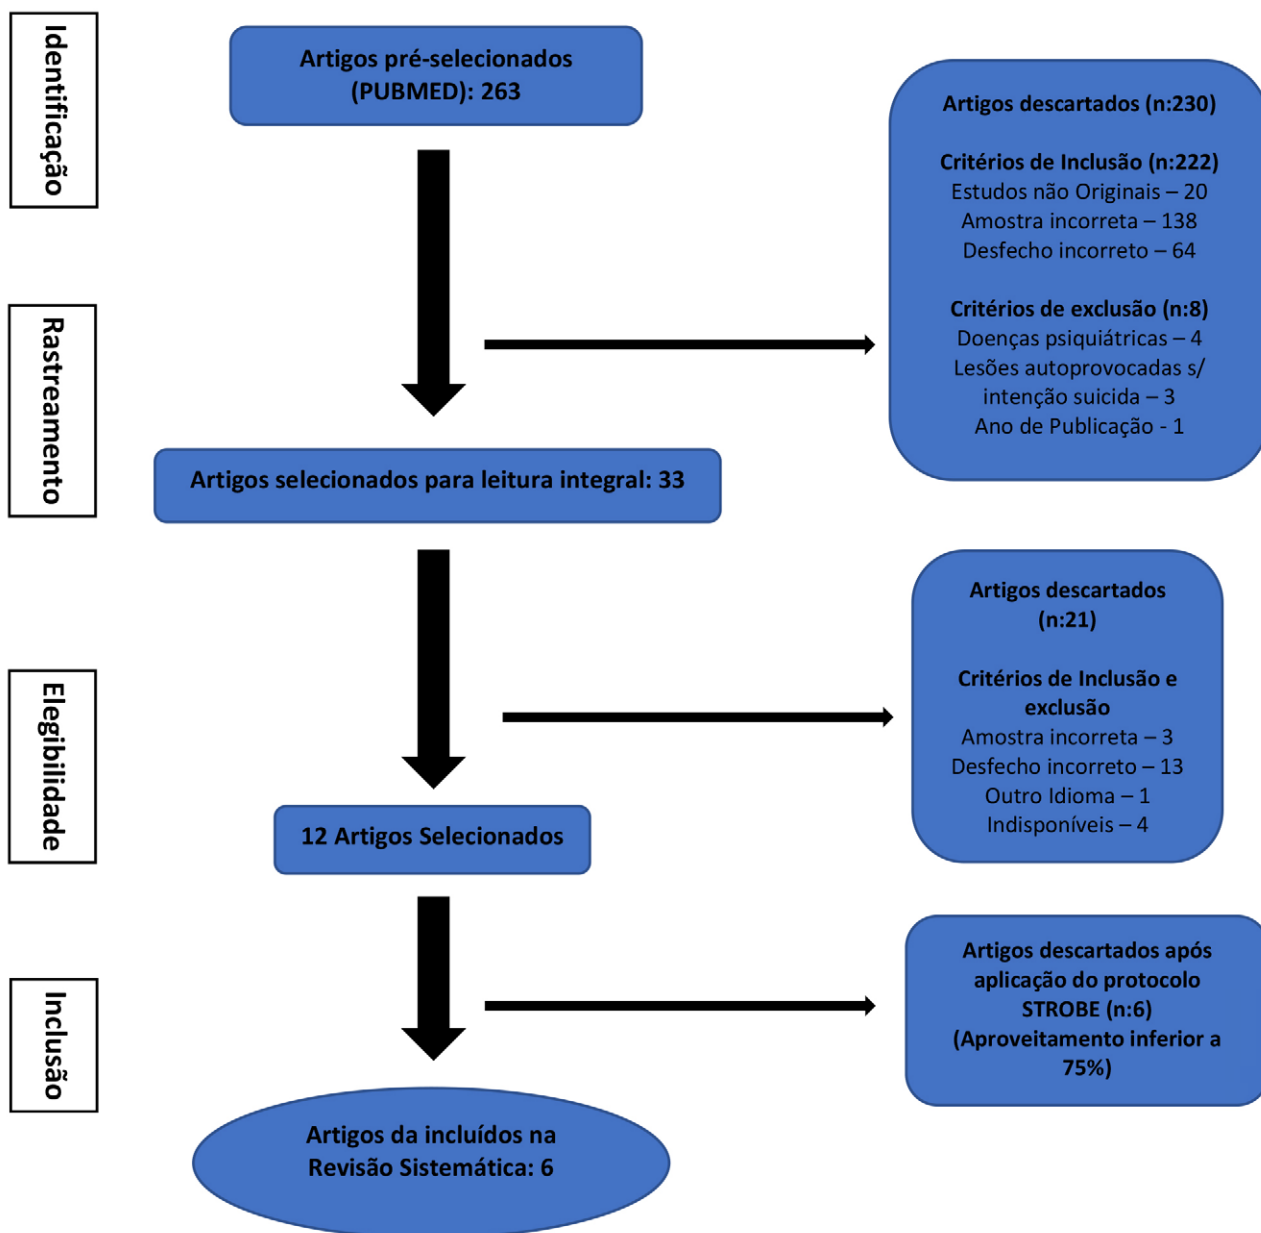 Identificação
Artigos pré-selecionados
(PUBMED): 263
Artigos descartados (n:230)
Critérios de Inclusão (n:222)
Estudos não Originais – 20
Amostra incorreta – 138
Desfecho incorreto – 64
Critérios de exclusão (n:8)
Doenças psiquiátricas – 4
Lesões autoprovocadas s/
intenção suicida – 3
Ano de Publicação - 1
Rastreamento
Artigos selecionados para leitura integral: 33
Artigos descartados
(n:21)
Critérios de Inclusão e
exclusão
Amostra incorreta – 3
Desfecho incorreto – 13
Outro Idioma – 1
Indisponíveis – 4
Elegibilidade
12 Artigos Selecionados
Artigos descartados após
aplicação do protocolo
STROBE (n:6)
(Aproveitamento inferior a
75%)
Inclusão
Artigos da incluídos na
Revisão Sistemática: 6